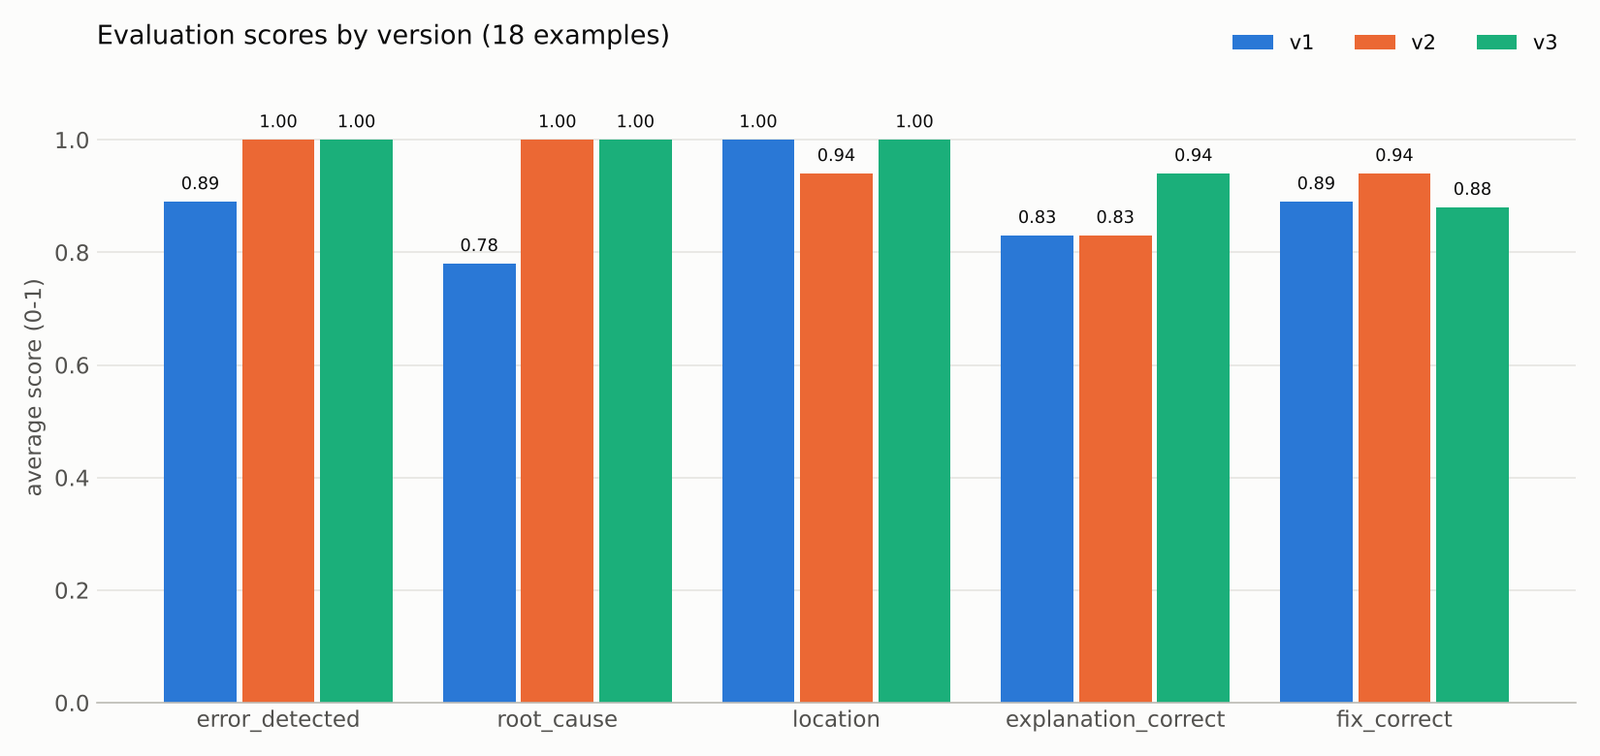 Evaluation scores by version (18 examples)
v1 v2 v3
average score (0-1)
1.0
0.8
0.6
0.4
0.2
0.0
0.89 1.00 1.00
0.78 1.00 1.00
1.00 0.94 1.00
0.83 0.83 0.94
0.89 0.94 0.88
error_detected root_cause location explanation_correct fix_correct